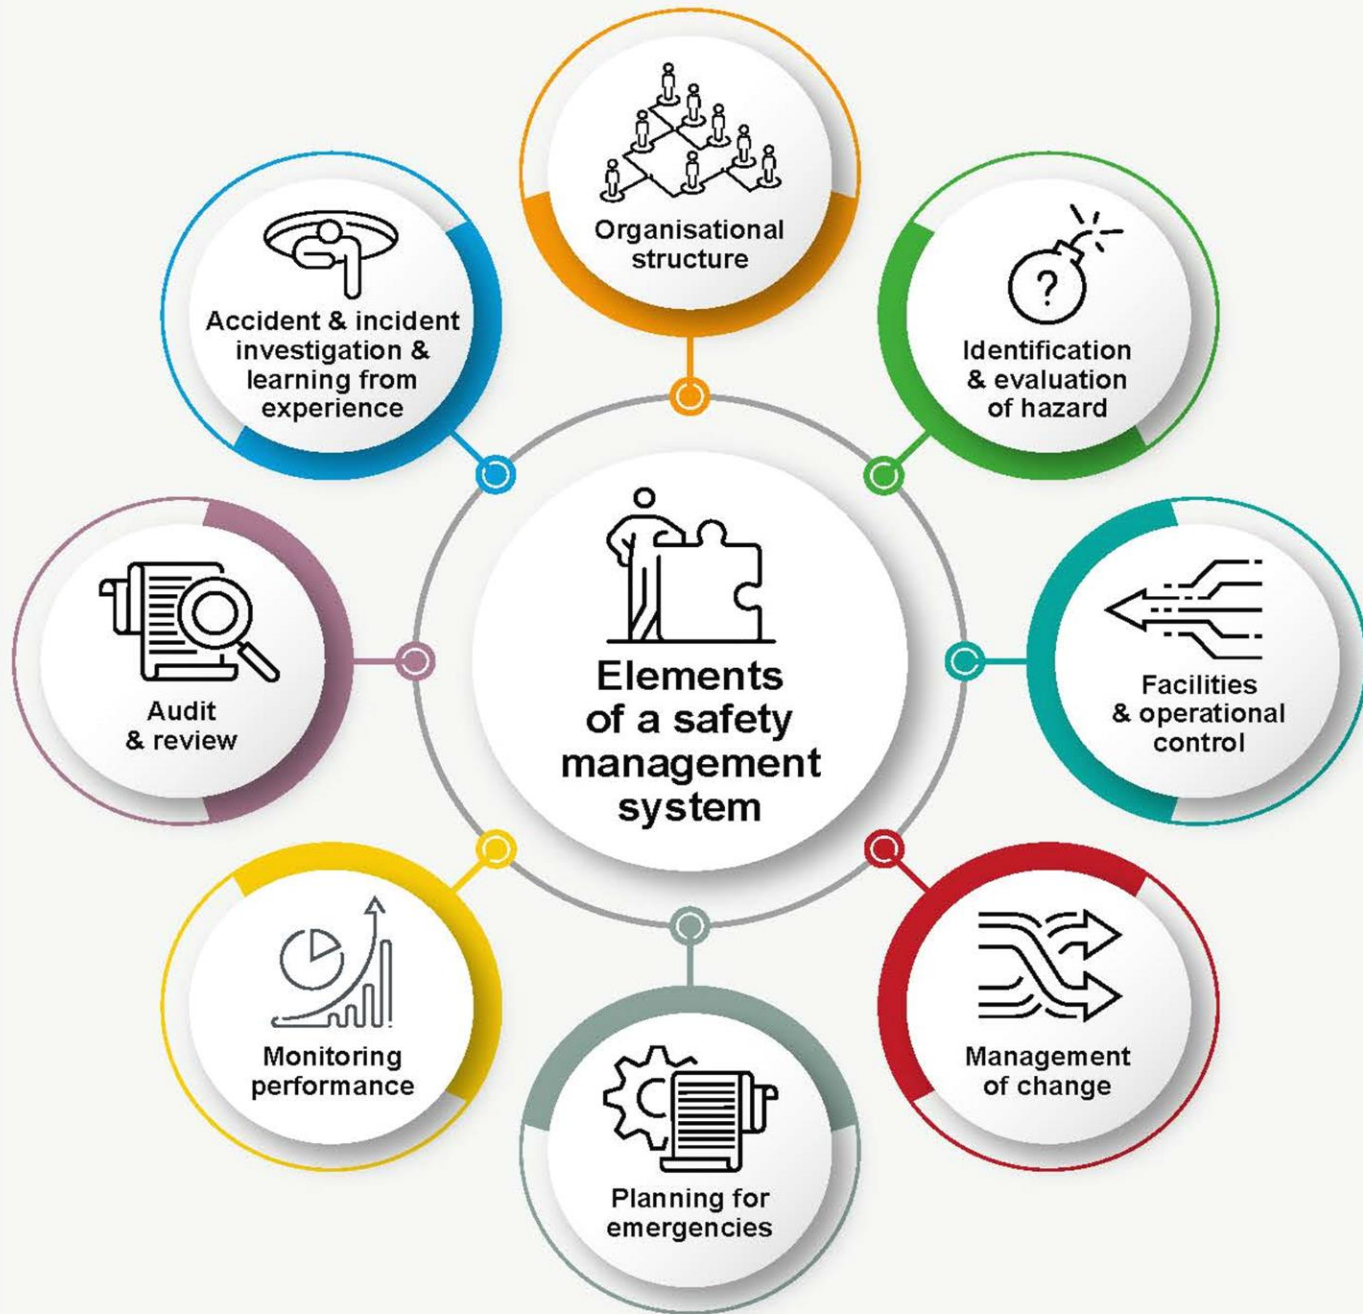 Organisational
structure
Identification
& evaluation
of hazard
?
Facilities
& operational
control
Management
of change
Planning for
emergencies
Monitoring
performance
Audit
& review
Accident & incident
investigation &
learning from
experience
Elements
of a safety
management
system